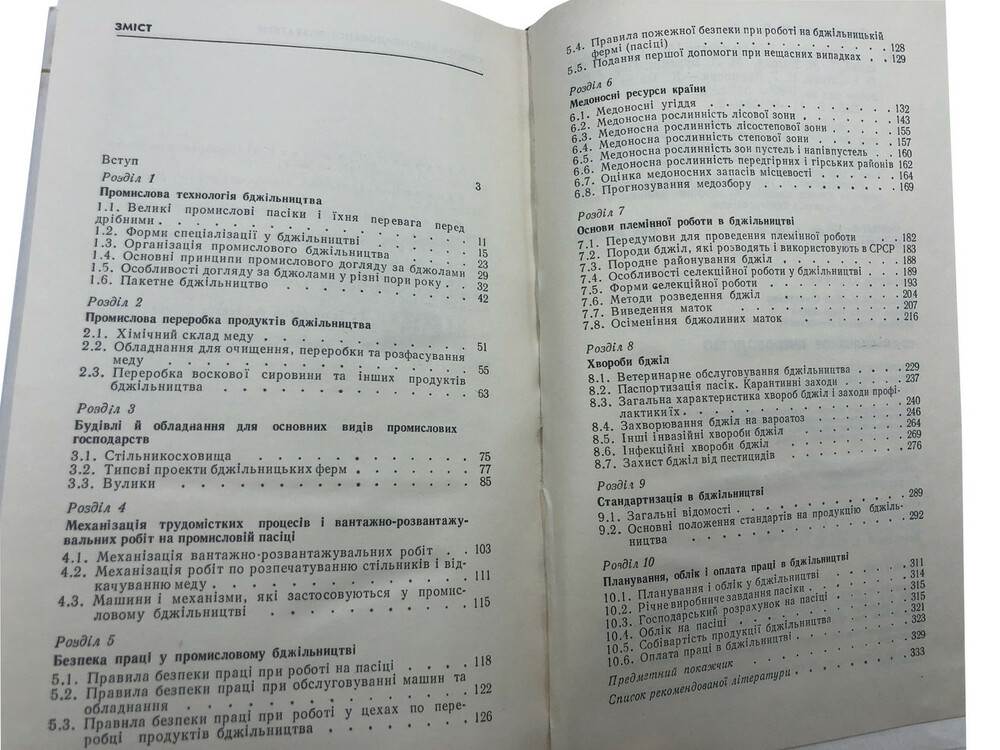 ЗМІСТ
Вступ 3
Розділ 1
Промислова технологія бджільництва
1.1. Великі промислові пасіки і їхня перевага перед
дрібними . . . . . . . . . . . 11
1.2. Форми спеціалізації у бджільництві . . . . 15
1.3. Організація промислового бджільництва . . . 23
1.4. Основні принципи промислового догляду за бджолами 29
1.5. Особливості догляду за бджолами у різні пори року . . 32
1.6. Пакетне бджільництво . . . . . . . 42
Розділ 2
Промислова переробка продуктів бджільництва
2.1. Хімічний склад меду . . . . . . . . 51
2.2. Обладнання для очищення, переробки та розфасування
меду . . . . . . . . . . . . 55
2.3. Переробка воскової сировини та інших продуктів
бджільництва . . . . . . . . . . 63
Розділ 3
Будівлі й обладнання для основних видів промислових
господарств
3.1. Стільникосховища . . . . . . . . 75
3.2. Типові проекти бджільницьких ферм . . . . . 77
3.3. Вулики . . . . . . . . . . . 85
Розділ 4
Механізація трудомістких процесів і вантажно-розвантажу-
вальних робіт на промисловій пасіці
4.1. Механізація вантажно-розвантажувальних робіт . . 103
4.2. Механізація робіт по розпечатуванню стільників і від-
качуванню меду . . . . . . . . . . 111
4.3. Машини і механізми, які застосовуються у промис-
ловому бджільництві . . . . . . . . 115
Розділ 5
Безпека праці у промисловому бджільництві
5.1. Правила безпеки праці при роботі на пасіці . . . . 118
5.2. Правила безпеки праці при обслуговуванні машин та
обладнання . . . . . . . . . . . 122
5.3. Правила безпеки праці при роботі у цехах по пере-
робці продуктів бджільництва . . . . . . 126
5.4. Правила пожежної безпеки при роботі на бджільницькій
фермі (пасіці) . . . . . . . . . . 128
5.5. Подання першої допомоги при нещасних випадках . . 129
Розділ 6
Медоносні ресурси країни
6.1. Медоносні угіддя . . . . . . . . . 132
6.2. Медоносна рослинність лісової зони . . . . . 143
6.3. Медоносна рослинність лісостепової зони . . . . 155
6.4. Медоносна рослинність степової зони . . . . 157
6.5. Медоносна рослинність зон пустель і напівпустель . . 160
6.6. Медоносна рослинність передгірних і гірських районів 162
6.7. Оцінка медоносних запасів місцевості . . . . . 164
6.8. Прогнозування медозбору . . . . . . . 169
Розділ 7
Основи племінної роботи в бджільництві
7.1. Передумови для проведення племінної роботи . . 182
7.2. Породи бджіл, які розводять і використовують в СРСР 183
7.3. Породне районування бджіл . . . . . . 188
7.4. Особливості селекційної роботи у бджільництві . . . 189
7.5. Форми селекційної роботи . . . . . . . 193
7.6. Методи розведення бджіл . . . . . . . 204
7.7. Виведення маток . . . . . . . . . 207
7.8. Осіменіння бджолиних маток . . . . . . 216
Розділ 8
Хвороби бджіл
8.1. Ветеринарне обслуговування бджільництва . . . . 229
8.2. Паспортизація пасік. Карантинні заходи . . . . 237
8.3. Загальна характеристика хвороб бджіл і заходи профі-
лактики їх . . . . . . . . . . . 240
8.4. Захворювання бджіл на вароатоз . . . . . 246
8.5. Інші інвазійні хвороби бджіл . . . . . . 264
8.6. Інфекційні хвороби бджіл . . . . . . . 269
8.7. Захист бджіл від пестицидів . . . . . . 276
Розділ 9
Стандартизація в бджільництві
9.1. Загальні відомості . . . . . . . . . 289
9.2. Основні положення стандартів на продукцію бджіль-
ництва . . . . . . . . . . . . 292
Розділ 10
Планування, облік і оплата праці в бджільництві
10.1. Планування і облік у бджільництві . . . . . 311
10.2. Річне виробниче завдання пасіки . . . . . . 314
10.3. Господарський розрахунок на пасіці . . . . . 315
10.4. Облік на пасіці . . . . . . . . . 315
10.5. Собівартість продукції бджільництва . . . . . 321
10.6. Оплата праці в бджільництві . . . . . . 323
Предметний покажчик . . . . . . . . 329
Список рекомендованої літератури . . . . . . 333